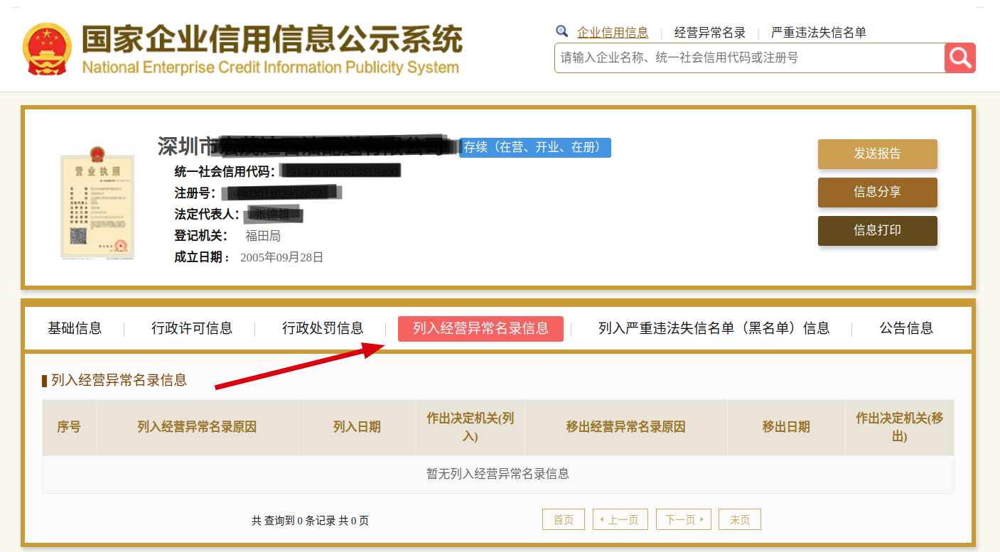 国家企业信用信息公示系统
National Enterprise Credit Information Publicity System
企业信用信息 | 经营异常名录 | 严重违法失信名单
请输入企业名称、统一社会信用代码或注册号
营业执照
深圳市 存续（在营、开业、在册）
统一社会信用代码：
注册号：
法定代表人：
登记机关： 福田局
成立日期： 2005年09月28日
发送报告
信息分享
信息打印
基础信息 | 行政许可信息 | 行政处罚信息 | 列入经营异常名录信息 | 列入严重违法失信名单（黑名单）信息 | 公告信息
列入经营异常名录信息
序号 列入经营异常名录原因 列入日期 作出决定机关(列入) 移出经营异常名录原因 移出日期 作出决定机关(移出)
暂无列入经营异常名录信息
共 查询到 0 条记录 共 0 页 首页 上一页 下一页 末页